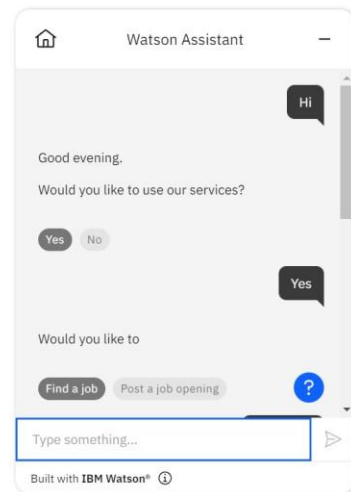 Watson Assistant
Hi
Good evening.
Would you like to use our services?
Yes No
Yes
Would you like to
Find a job Post a job opening
?
Type something...
Built with IBM Watson® ⓘ